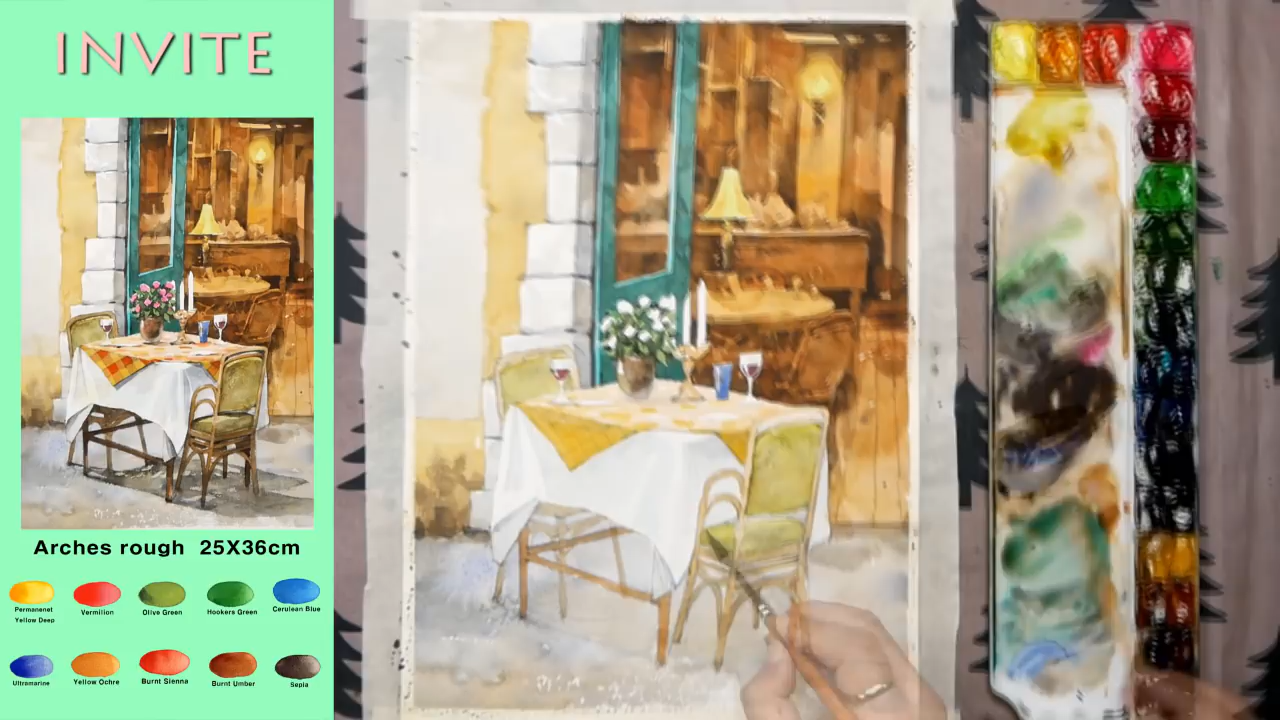 INVITE
Arches rough 25X36cm
Permanenet
Yellow Deep
Vermilion
Olive Green
Hookers Green
Cerulean Blue
Ultramarine
Yellow Ochre
Burnt Sienna
Burnt Umber
Sepia